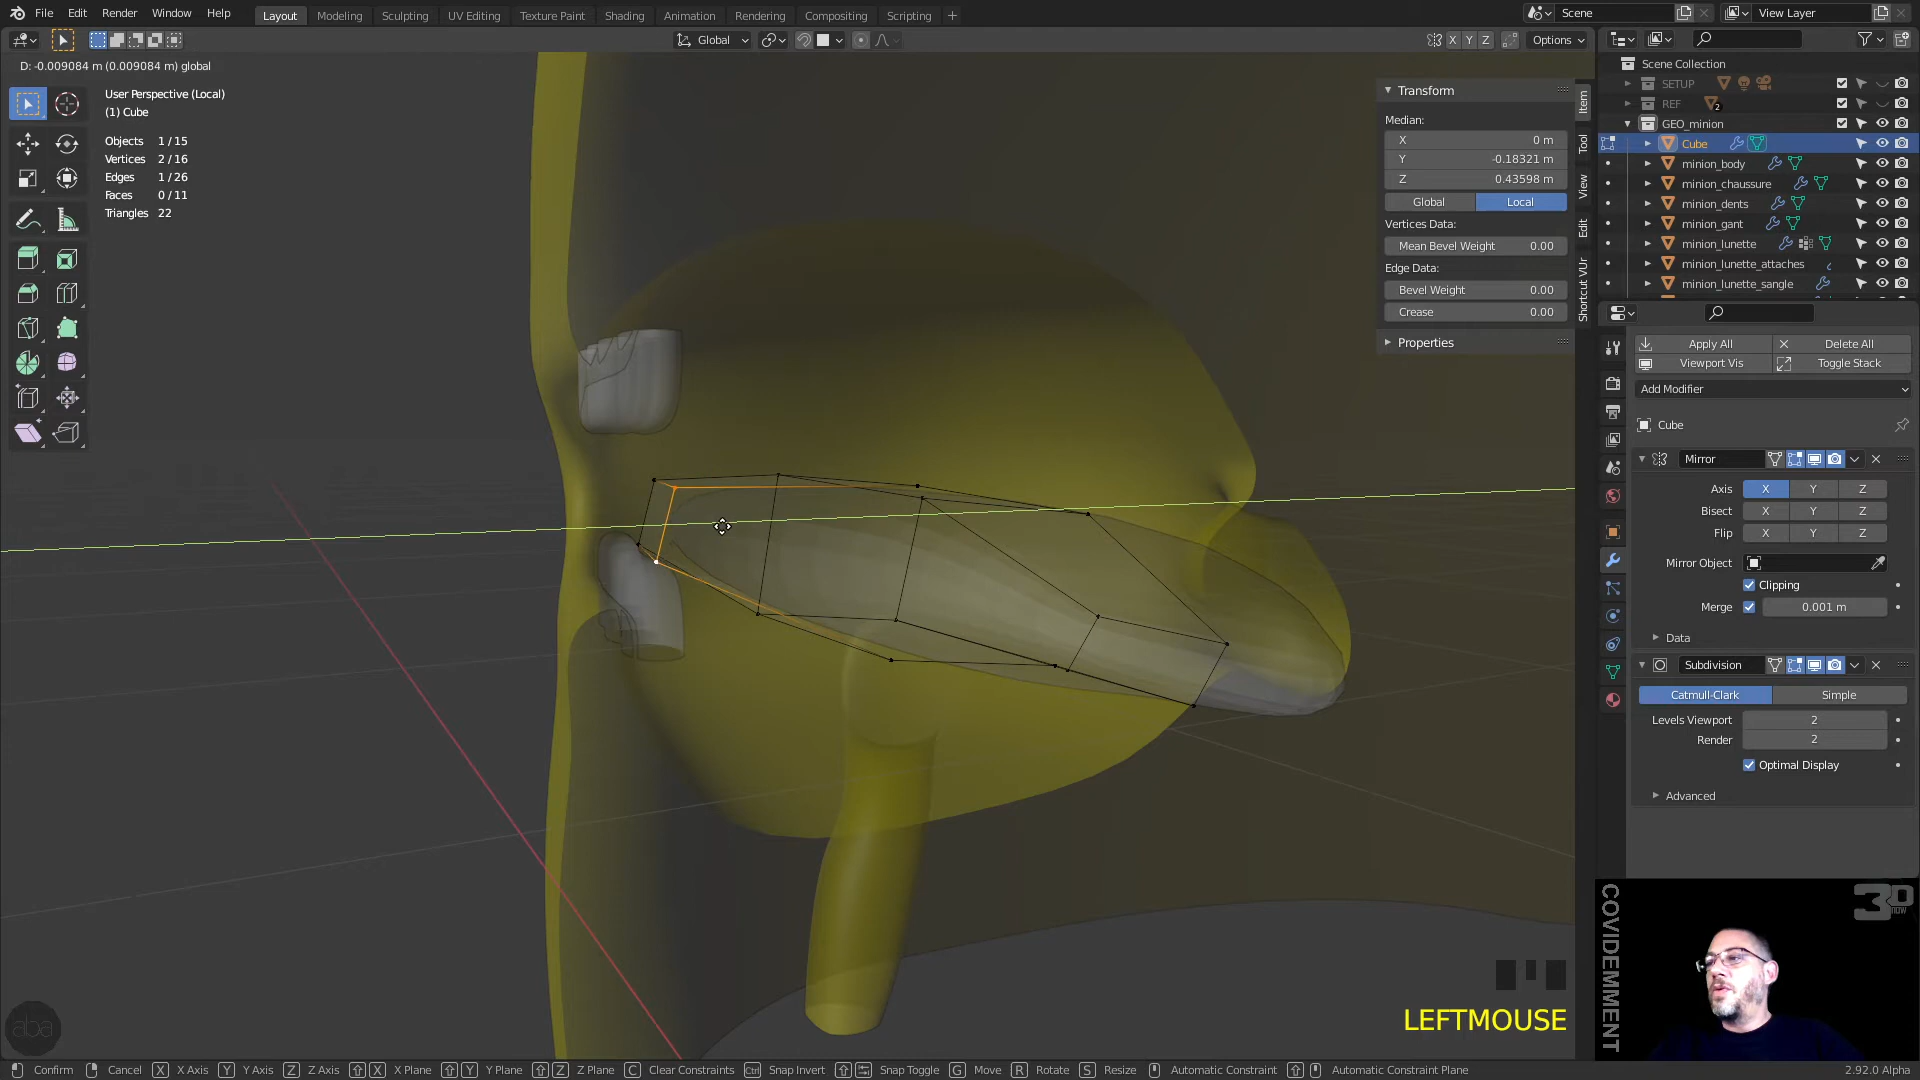 File Edit Render Window Help
Layout Modeling Sculpting UV Editing Texture Paint Shading Animation Rendering Compositing Scripting +
Scene
View Layer
Global
X Y Z
Options
D: -0.009084 m (0.009084 m) global
User Perspective (Local)
(1) Cube
Objects 1/15
Vertices 2/16
Edges 1/26
Faces 0/11
Triangles 22
Transform
Median:
X 0 m
Y -0.18321 m
Z 0.43598 m
Global Local
Vertices Data:
Mean Bevel Weight 0.00
Edge Data:
Bevel Weight 0.00
Crease 0.00
Properties
Item
Tool
View
Edit
Shortcut VUr
Scene Collection
SETUP
REF 2
GEO_minion
Cube
minion_body
minion_chaussure
minion_dents
minion_gant
minion_lunette
minion_lunette_attaches
minion_lunette_sangle
Apply All Delete All
Viewport Vis Toggle Stack
Add Modifier
Cube
Mirror
Axis X Y Z
Bisect X Y Z
Flip X Y Z
Mirror Object
Clipping
Merge 0.001 m
Data
Subdivision
Catmull-Clark Simple
Levels Viewport 2
Render 2
Optimal Display
Advanced
COVIDEMMENT
3D
now
aba
LEFTMOUSE
Confirm Cancel X X Axis Y Y Axis Z Z Axis X X Plane Y Y Plane Z Z Plane C Clear Constraints Ctrl Snap Invert Snap Toggle G Move R Rotate S Resize Automatic Constraint Automatic Constraint Plane 2.92.0 Alpha